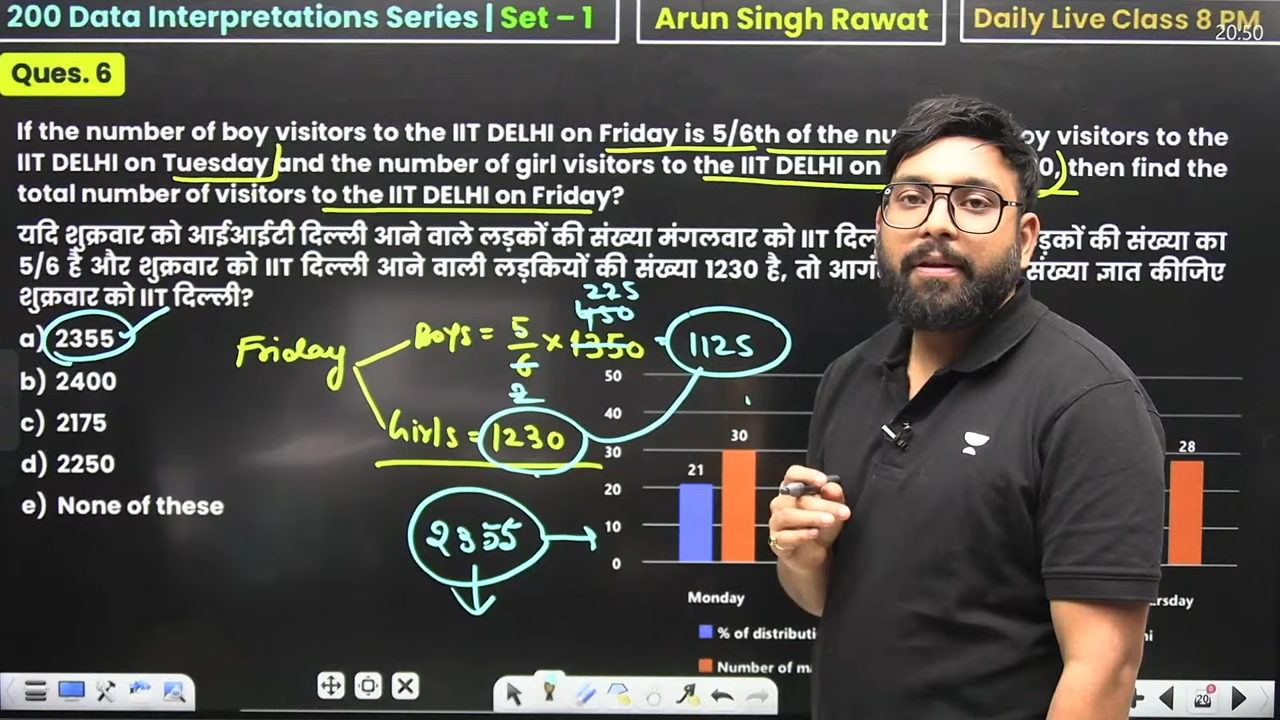 200 Data Interpretations Series | Set – 1
Arun Singh Rawat
Daily Live Class 8 PM
20:50
Ques. 6
If the number of boy visitors to the IIT DELHI on Friday is 5/6th of the oy visitors to the
IIT DELHI on Tuesday and the number of girl visitors to the IIT DELHI on 0, then find the
total number of visitors to the IIT DELHI on Friday?
यदि शुक्रवार को आईआईटी दिल्ली आने वाले लड़कों की संख्या मंगलवार को IIT ड़कों की संख्या का
5/6 है और शुक्रवार को IIT दिल्ली आने वाली लड़कियों की संख्या 1230 है, तो संख्या ज्ञात कीजिए
शुक्रवार को IIT दिल्ली?
a) 2355
b) 2400
c) 2175
d) 2250
e) None of these
225
450
Friday Boys = 5/6 × 1350 = 1125
2
Girls = 1230
2355
50
40
30
20
10
0
21
30
28
Monday
rsday
% of distributi
Number of ma
hi
20